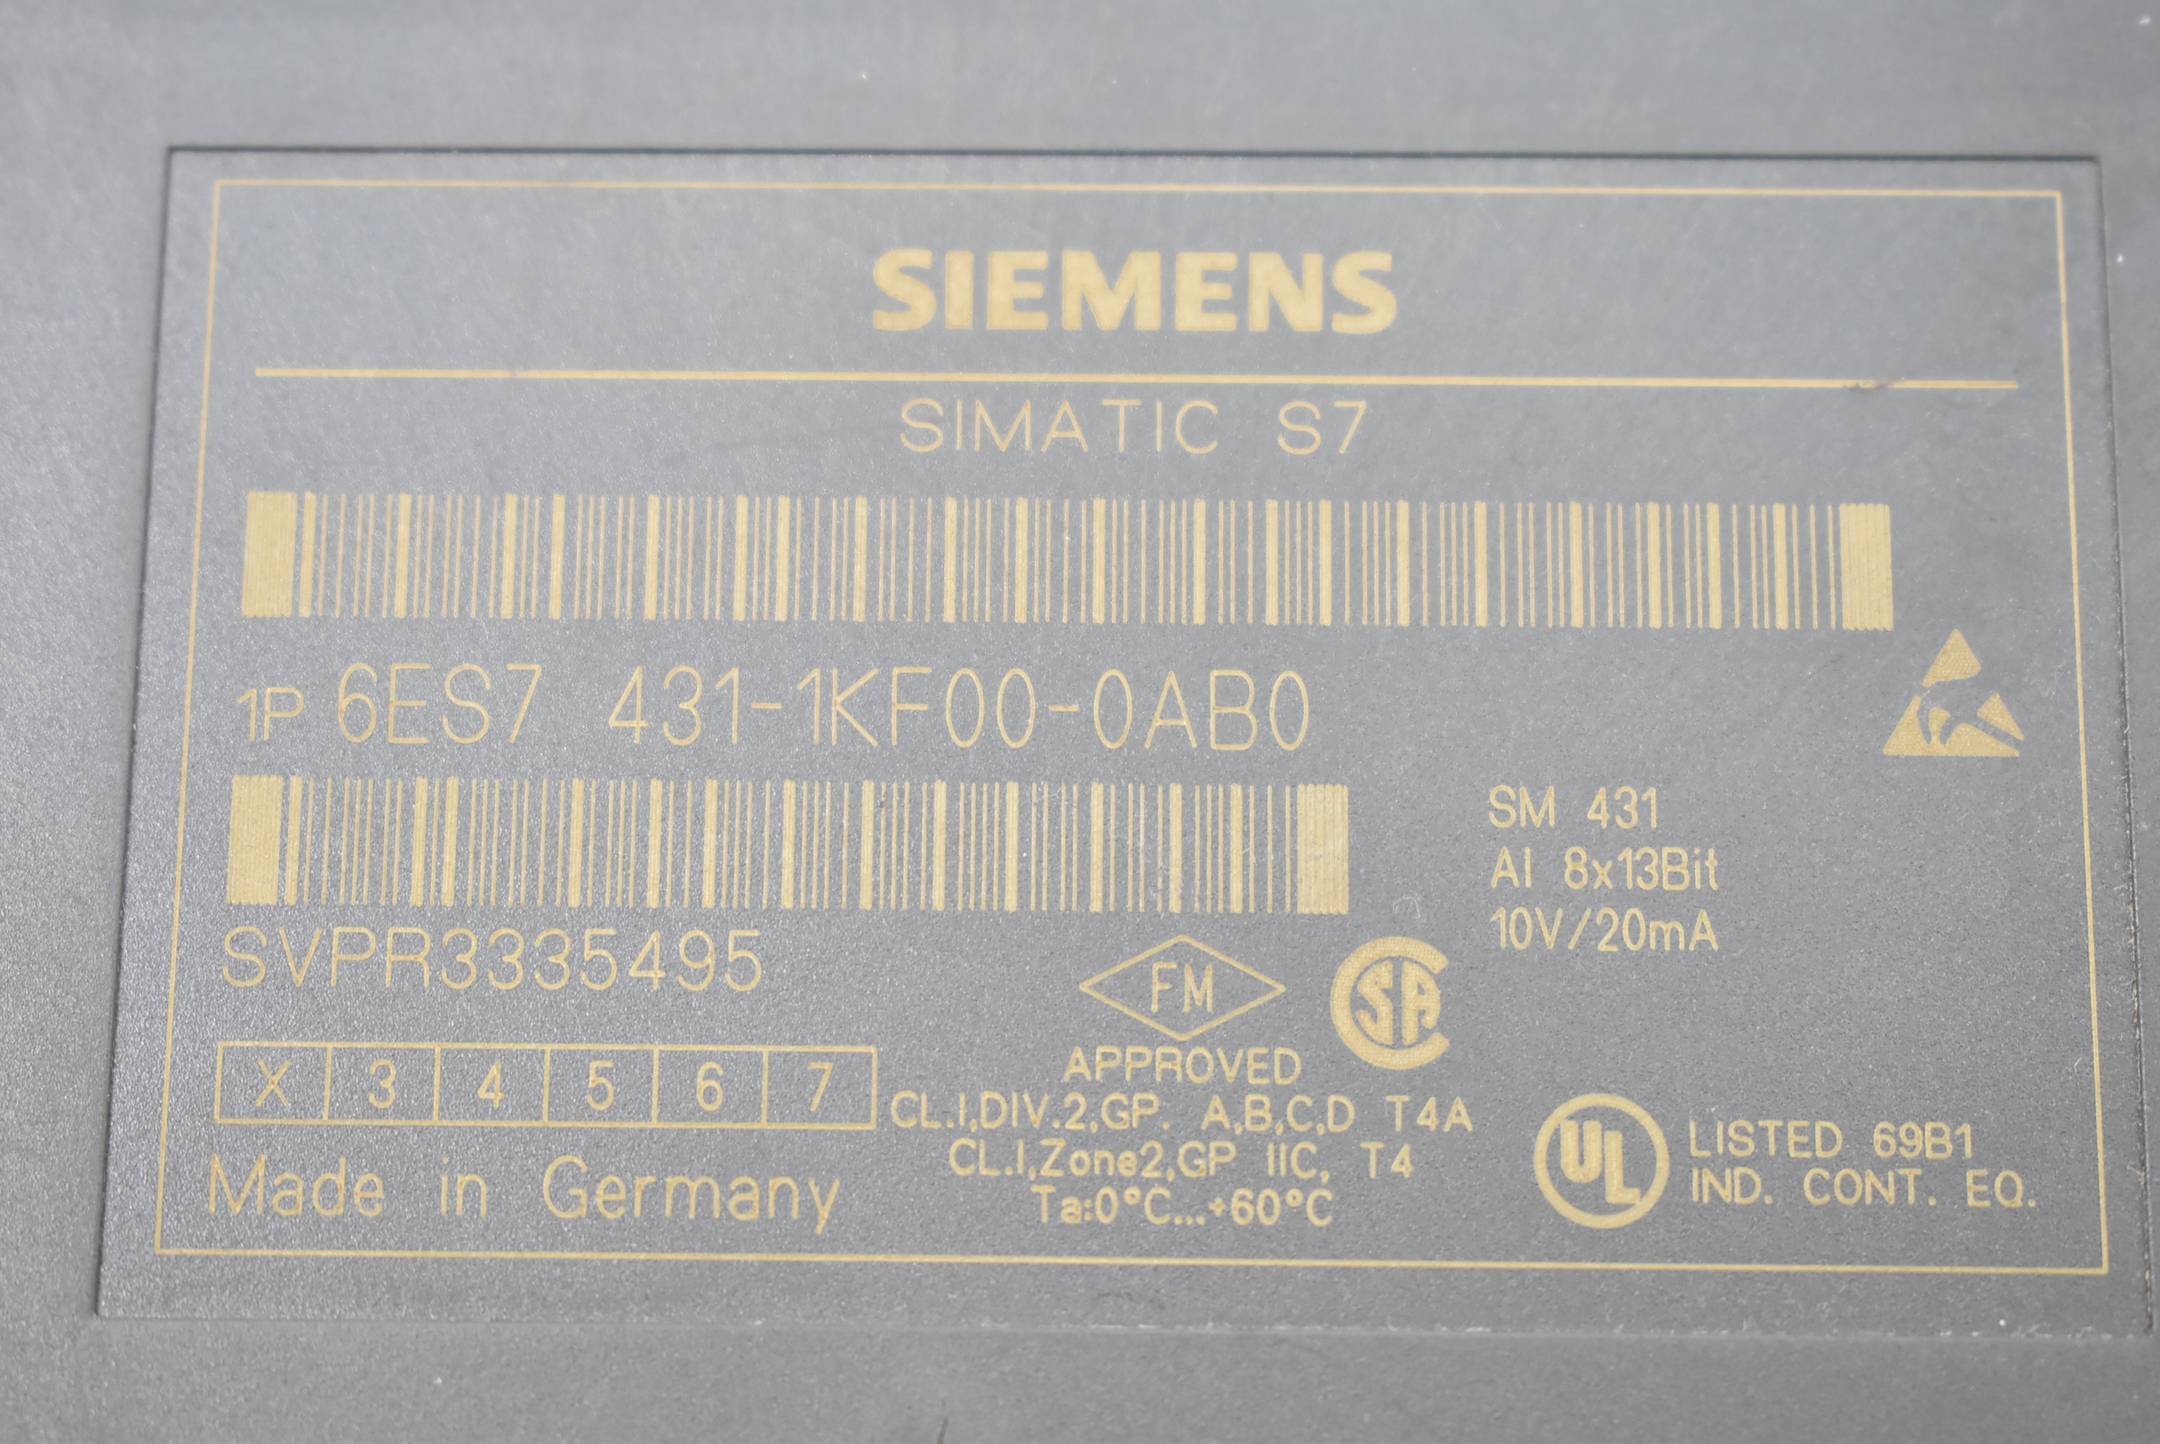 SIEMENS
SIMATIC S7
1P 6ES7 431-1KF00-0AB0
SM 431
AI 8x13Bit
10V/20mA
SVPR3335495
FM
SA
APPROVED
X 3 4 5 6 7
CL.I,DIV.2,GP. A,B,C,D T4A
CL.I,Zone2,GP IIC, T4
Ta:0°C...+60°C
UL
LISTED 69B1
IND. CONT. EQ.
Made in Germany